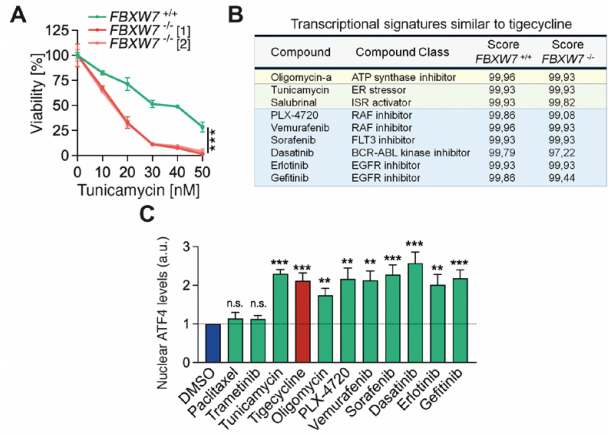 A
FBXW7 +/+
FBXW7 -/- [1]
FBXW7 -/- [2]
Viability [%]
125
100
75
50
25
0
0 10 20 30 40 50
Tunicamycin [nM]
***
B
Transcriptional signatures similar to tigecycline
Compound Compound Class Score FBXW7 +/+ Score FBXW7 -/-
Oligomycin-a ATP synthase inhibitor 99,96 99,93
Tunicamycin ER stressor 99,93 99,93
Salubrinal ISR activator 99,93 99,82
PLX-4720 RAF inhibitor 99,86 99,08
Vemurafenib RAF inhibitor 99,96 99,93
Sorafenib FLT3 inhibitor 99,93 99,93
Dasatinib BCR-ABL kinase inhibitor 99,79 97,22
Erlotinib EGFR inhibitor 99,93 99,93
Gefitinib EGFR inhibitor 99,86 99,44
C
Nuclear ATF4 levels (a.u.)
3
2
1
0
n.s. n.s. *** *** ** ** ** *** *** ** ***
DMSO
Paclitaxel
Trametinib
Tunicamycin
Tigecycline
Oligomycin
PLX-4720
Vemurafenib
Sorafenib
Dasatinib
Erlotinib
Gefitinib